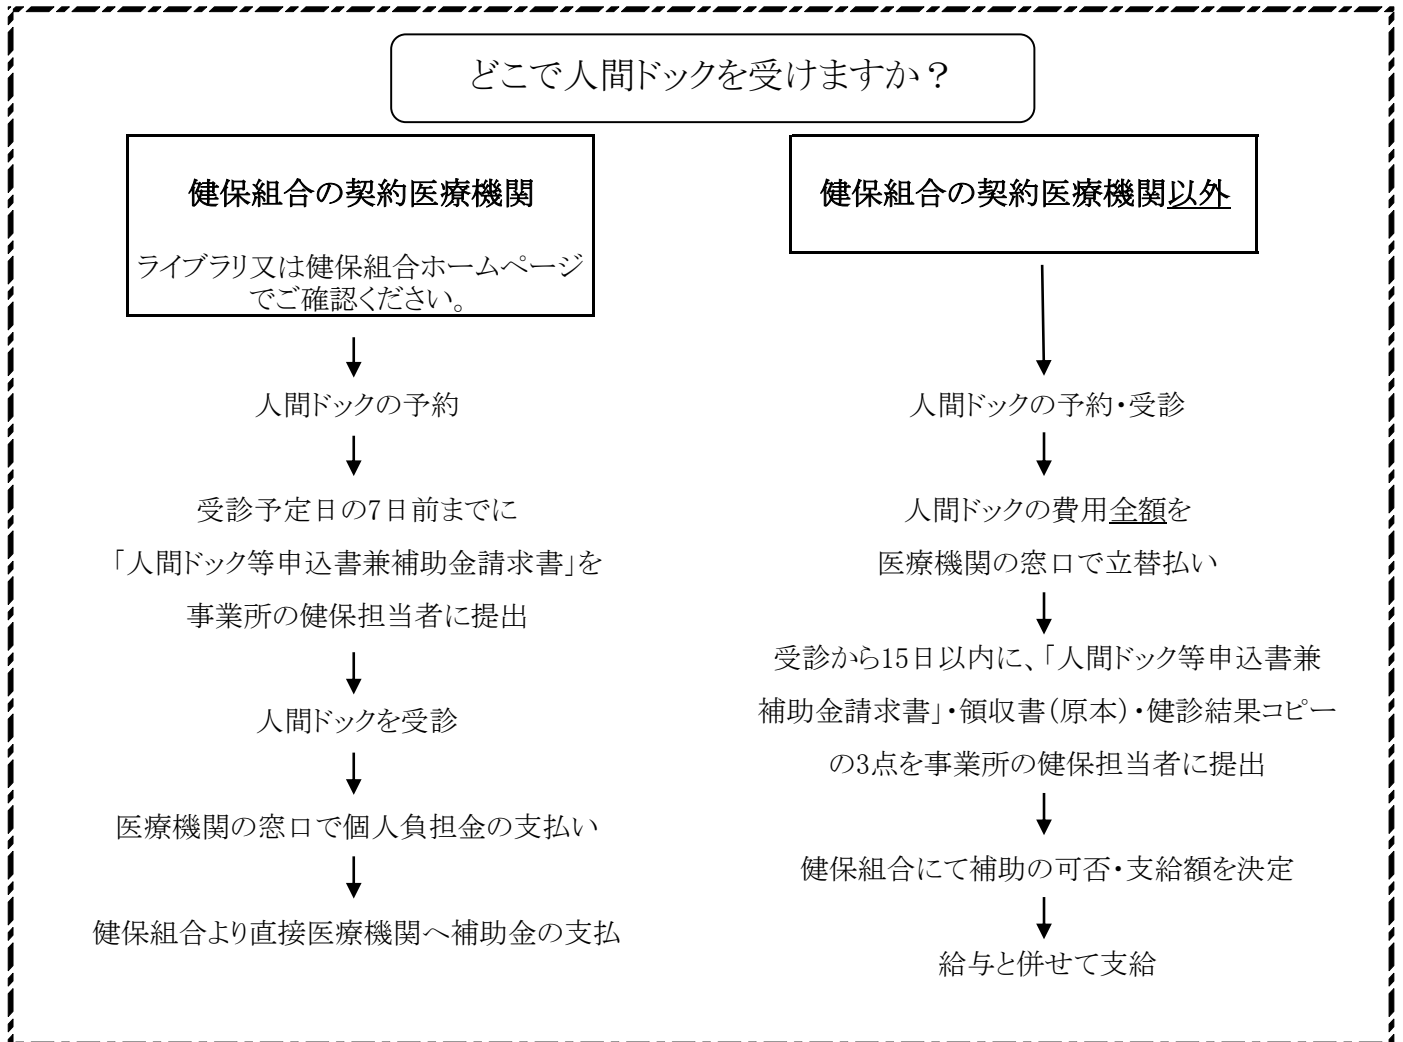 どこで人間ドックを受けますか？
健保組合の契約医療機関
ライブラリ又は健保組合ホームページ
でご確認ください。
人間ドックの予約
受診予定日の7日前までに
「人間ドック等申込書兼補助金請求書」を
事業所の健保担当者に提出
人間ドックを受診
医療機関の窓口で個人負担金の支払い
健保組合より直接医療機関へ補助金の支払
健保組合の契約医療機関以外
人間ドックの予約・受診
人間ドックの費用全額を
医療機関の窓口で立替払い
受診から15日以内に、「人間ドック等申込書兼
補助金請求書」・領収書（原本）・健診結果コピー
の3点を事業所の健保担当者に提出
健保組合にて補助の可否・支給額を決定
給与と併せて支給